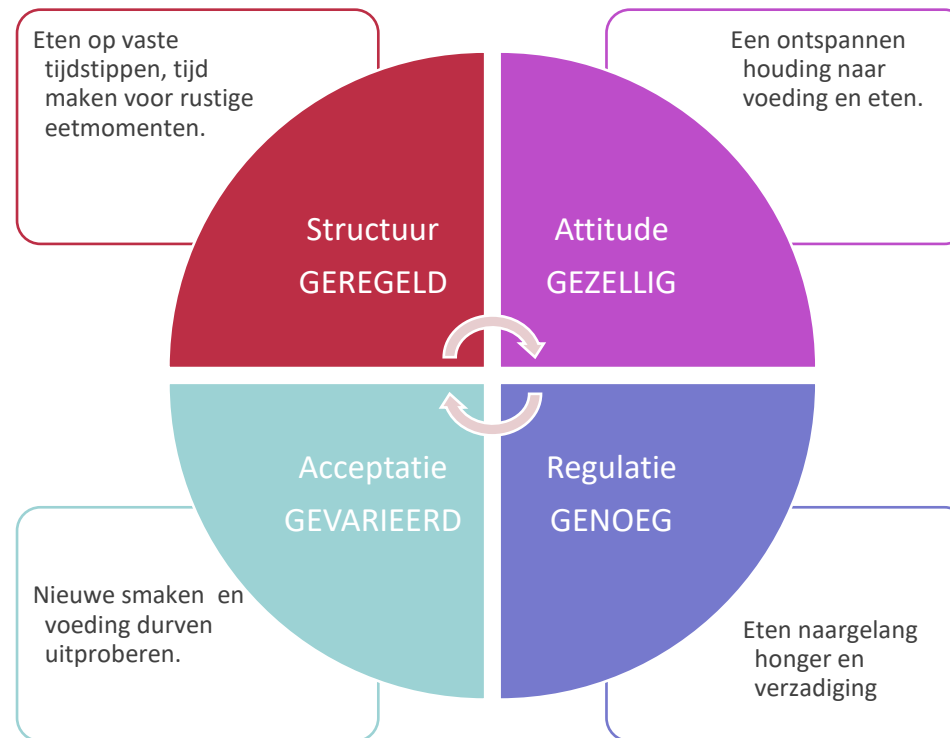 Eten op vaste
tijdstippen, tijd
maken voor rustige
eetmomenten.
Een ontspannen
houding naar
voeding en eten.
Structuur
GEREGELD
Attitude
GEZELLIG
Acceptatie
GEVARIEERD
Regulatie
GENOEG
Nieuwe smaken en
voeding durven
uitproberen.
Eten naargelang
honger en
verzadiging